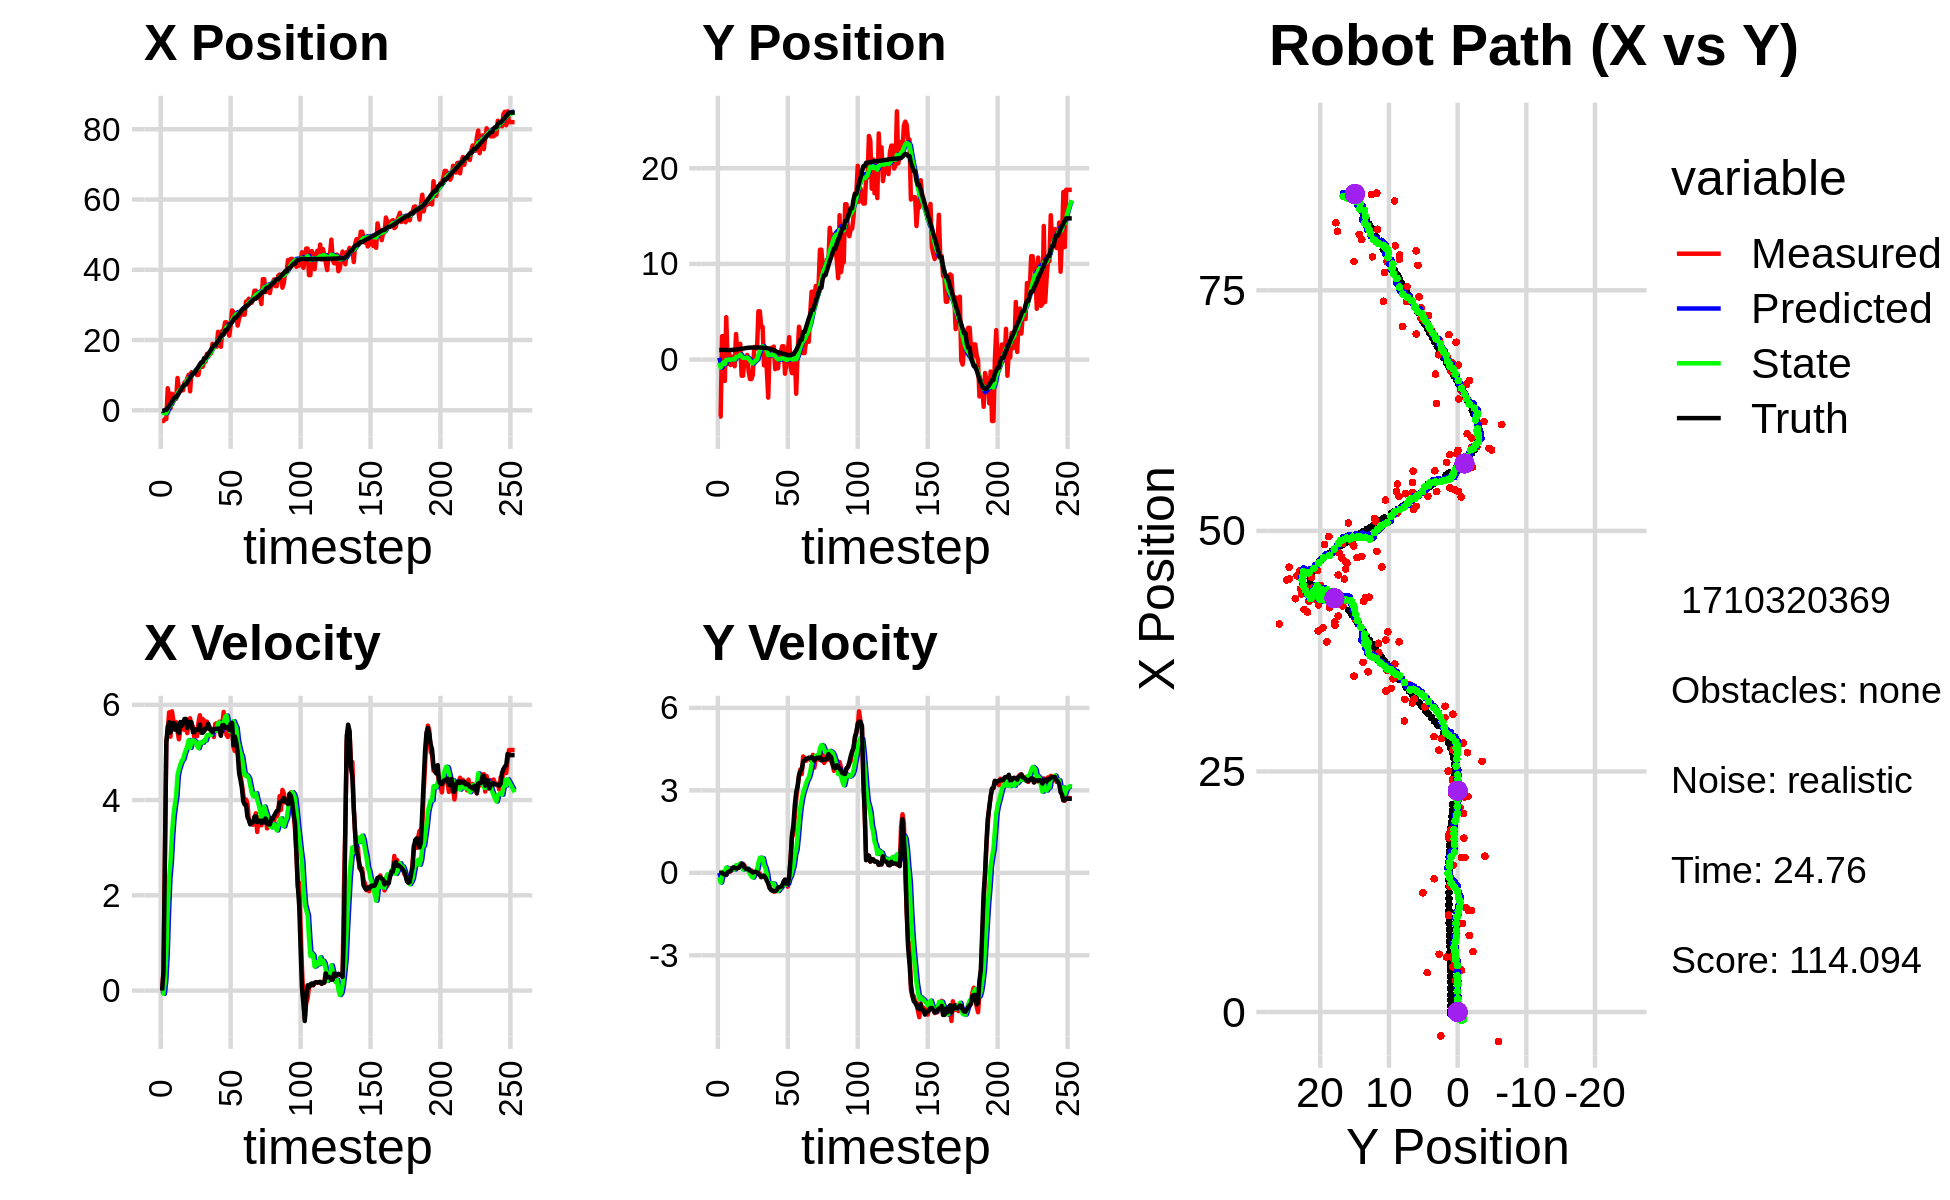 X Position
80
60
40
20
0
0 50 100 150 200 250
timestep
Y Position
20
10
0
0 50 100 150 200 250
timestep
X Velocity
6
4
2
0
0 50 100 150 200 250
timestep
Y Velocity
6
3
0
-3
0 50 100 150 200 250
timestep
Robot Path (X vs Y)
X Position
75
50
25
0
20 10 0 -10 -20
Y Position
variable
Measured
Predicted
State
Truth
1710320369
Obstacles: none
Noise: realistic
Time: 24.76
Score: 114.094